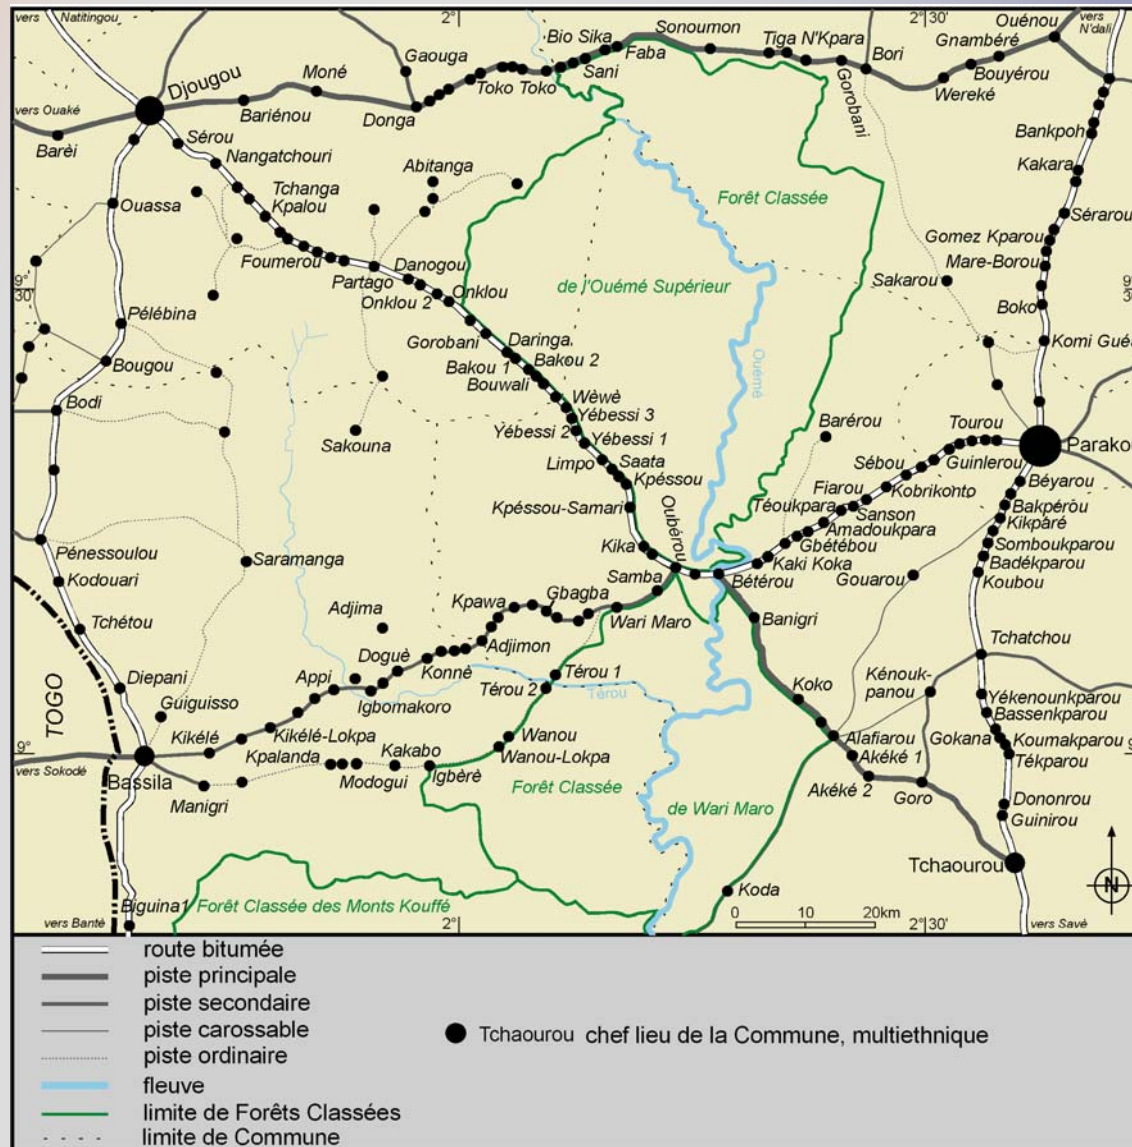 vers
Natitingou
2°
2°30'
vers
N'dali
Ouénou
Bio Sika
Sonoumon
Tiga N'Kpara
Gnambéré
Gaouga
Faba
Bori
Djougou
Moné
Sani
Bouyérou
Toko Toko
Wereké
vers Ouaké
Bariénou
Donga
Gorobani
Bankpoh
Barèi
Sérou
Nangatchouri
Abitanga
Kakara
Tchanga
Kpalou
Forêt Classée
Ouassa
Sérarou
Gomez Kparou
Foumerou
Danogou
Mare-Borou
Partago
Sakarou
9°
30'
Onklou 2
Onklou
de l'Ouémé Supérieur
Boko
Pélébina
Gorobani
Daringa
Komi Gué
Bakou 2
Bougou
Bakou 1
Ouémé
Bouwali
Bodi
Wèwè
Yébessi 3
Barérou
Yébessi 2
Yébessi 1
Tourou
Sakouna
Parako
Limpo
Saata
Sébou
Guinlerou
Kpéssou
Fiarou
Kobrikonto
Béyarou
Kpéssou-Samari
Téoukpara
Sanson
Bakpérou
Oubérou
Amadoukpara
Kikparé
Pénessoulou
Kika
Gbétébou
Somboukparou
Saramanga
Kaki Koka
Badékparou
Kodouari
Samba
Bétérou
Gouarou
Koubou
Adjima
Kpawa
Gbagba
Tchétou
Wari Maro
Banigri
Tchatchou
Adjimon
Doguè
Konnè
Diepani
Appi
Térou 1
Kénouk-
panou
TOGO
Térou 2
Térou
Koko
Yékenounkparou
Guiguisso
Igbomakoro
Bassenkparou
Kikélé
Kikélé-Lokpa
Wanou
Alafiarou
Gokana
Koumakparou
9°
Kpalanda
Kakabo
Wanou-Lokpa
Akéké 1
Tékparou
vers Sokodé
Bassila
Modogui
Igbèrè
Manigri
Forêt Classée
Akéké 2
Goro
de Wari Maro
Dononrou
Guinirou
Tchaourou
Koda
N
Biguina1
Forêt Classée des Monts Kouffé
0 10 20km
vers Bantè
2°
2°30'
vers Savè
route bitumée
piste principale
piste secondaire
piste carossable
piste ordinaire
fleuve
limite de Forêts Classées
limite de Commune
Tchaourou chef lieu de la Commune, multiethnique